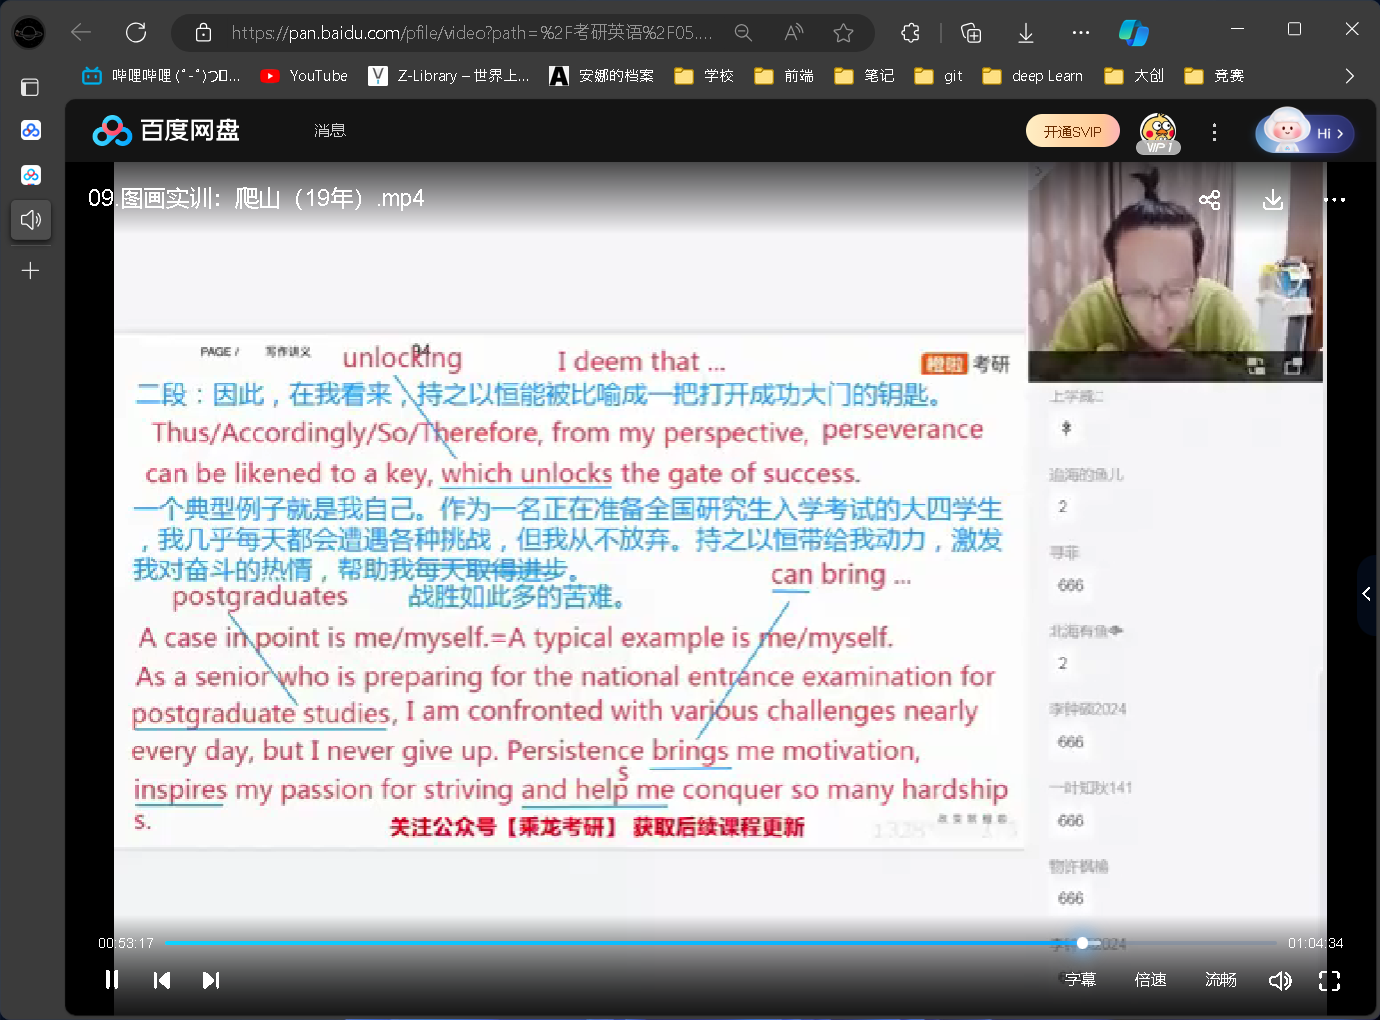 https://pan.baidu.com/pfile/video?path=%2F考研英语%2F05....
哔哩哔哩 (゜-゜)つロ...
YouTube
Z-Library – 世界上...
安娜的档案
学校
前端
笔记
git
deep Learn
大创
竞赛
百度网盘
消息
开通SVIP
VIP 1
Hi >
09.图画实训：爬山（19年）.mp4
PAGE / 写作讲义 94
橙啦 考研
unlocking I deem that ...
二段：因此，在我看来，持之以恒能被比喻成一把打开成功大门的钥匙。
Thus/Accordingly/So/Therefore, from my perspective, perseverance
can be likened to a key, which unlocks the gate of success.
一个典型例子就是我自己。作为一名正在准备全国研究生入学考试的大四学生
，我几乎每天都会遭遇各种挑战，但我从不放弃。持之以恒带给我动力，激发
我对奋斗的热情，帮助我每天取得进步。
can bring ...
postgraduates 战胜如此多的苦难。
A case in point is me/myself.=A typical example is me/myself.
As a senior who is preparing for the national entrance examination for
postgraduate studies, I am confronted with various challenges nearly
every day, but I never give up. Persistence brings me motivation,
s
inspires my passion for striving and help me conquer so many hardship
s.
关注公众号【乘龙考研】 获取后续课程更新
追海的鱼儿
2
寻菲
666
北海有鱼
2
李钟硕2024
666
一叶知秋141
666
物许枫榆
666
2024
00:53:17
01:04:34
字幕
倍速
流畅